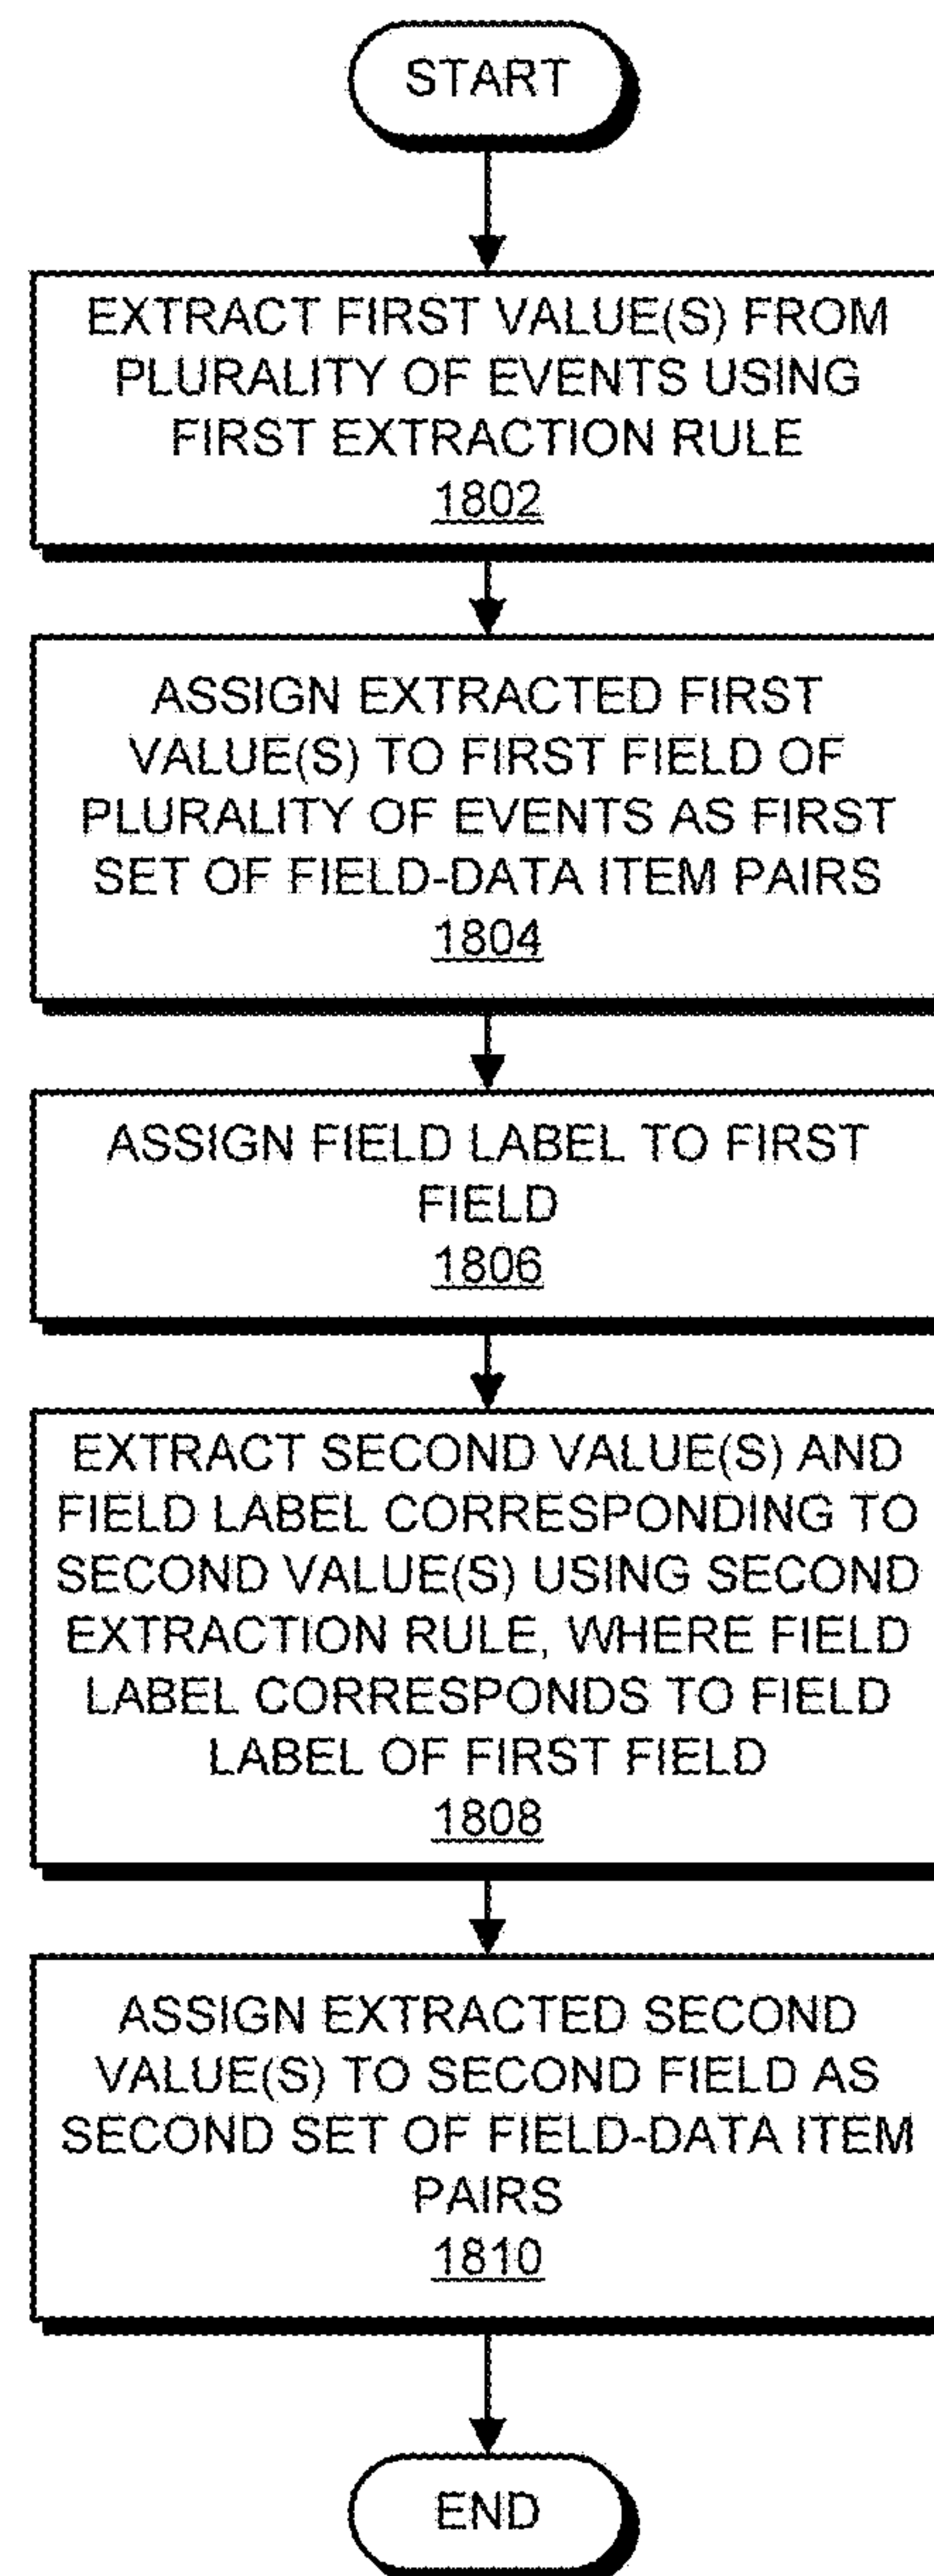 START
EXTRACT FIRST VALUE(S) FROM
PLURALITY OF EVENTS USING
FIRST EXTRACTION RULE
1802
ASSIGN EXTRACTED FIRST
VALUE(S) TO FIRST FIELD OF
PLURALITY OF EVENTS AS FIRST
SET OF FIELD-DATA ITEM PAIRS
1804
ASSIGN FIELD LABEL TO FIRST
FIELD
1806
EXTRACT SECOND VALUE(S) AND
FIELD LABEL CORRESPONDING TO
SECOND VALUE(S) USING SECOND
EXTRACTION RULE, WHERE FIELD
LABEL CORRESPONDS TO FIELD
LABEL OF FIRST FIELD
1808
ASSIGN EXTRACTED SECOND
VALUE(S) TO SECOND FIELD AS
SECOND SET OF FIELD-DATA ITEM
PAIRS
1810
END